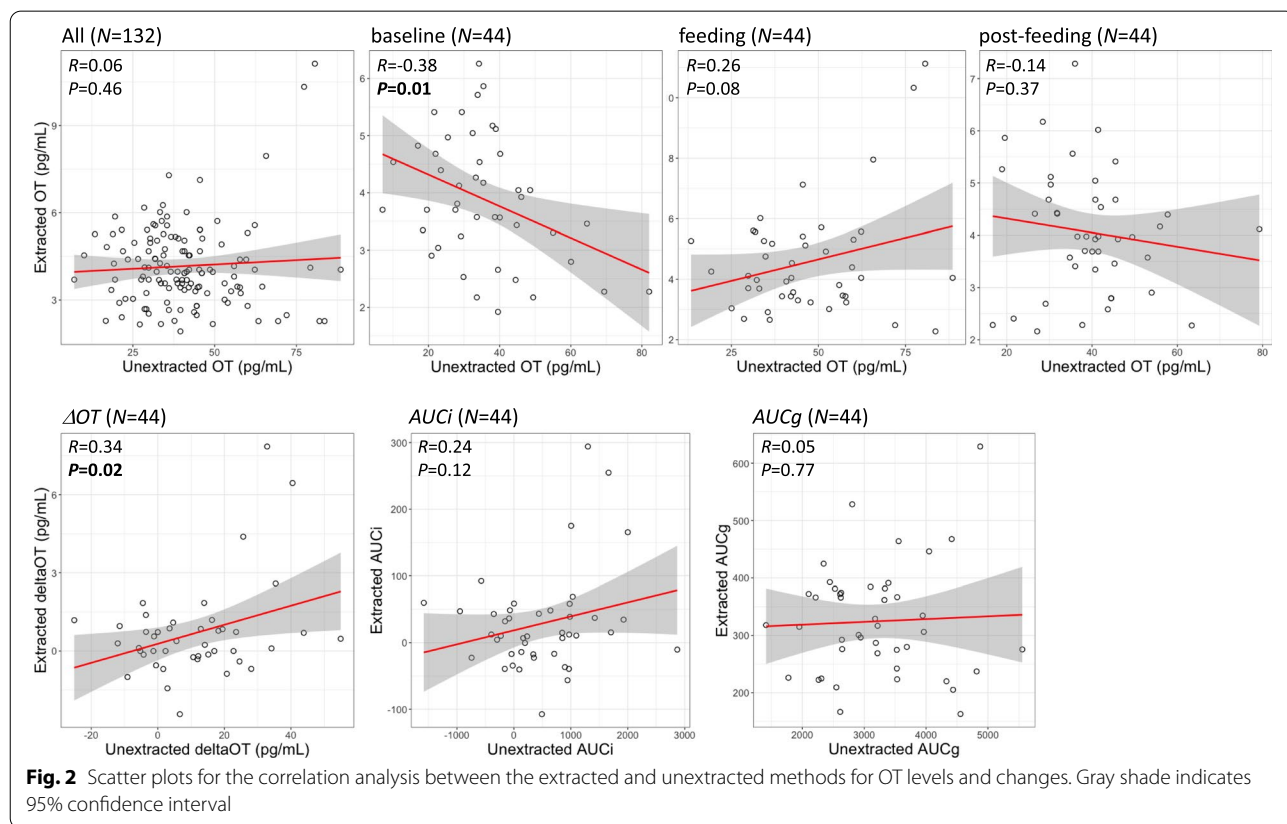 All (N=132)
R=0.06
P=0.46
9
6
3
Extracted OT (pg/mL)
25 50 75
Unextracted OT (pg/mL)
baseline (N=44)
R=-0.38
P=0.01
6
5
4
3
2
20 40 60 80
Unextracted OT (pg/mL)
feeding (N=44)
R=0.26
P=0.08
0
8
6
4
2
25 50 75
Unextracted OT (pg/mL)
post-feeding (N=44)
R=-0.14
P=0.37
7
6
5
4
3
2
20 40 60 80
Unextracted OT (pg/mL)
ΔOT (N=44)
R=0.34
P=0.02
6
3
0
Extracted deltaOT (pg/mL)
-20 0 20 40
Unextracted deltaOT (pg/mL)
AUCi (N=44)
R=0.24
P=0.12
300
200
100
0
-100
Extracted AUCi
-1000 0 1000 2000 3000
Unextracted AUCi
AUCg (N=44)
R=0.05
P=0.77
600
500
400
300
200
Extracted AUCg
2000 3000 4000 5000
Unextracted AUCg
Fig. 2 Scatter plots for the correlation analysis between the extracted and unextracted methods for OT levels and changes. Gray shade indicates
95% confidence interval